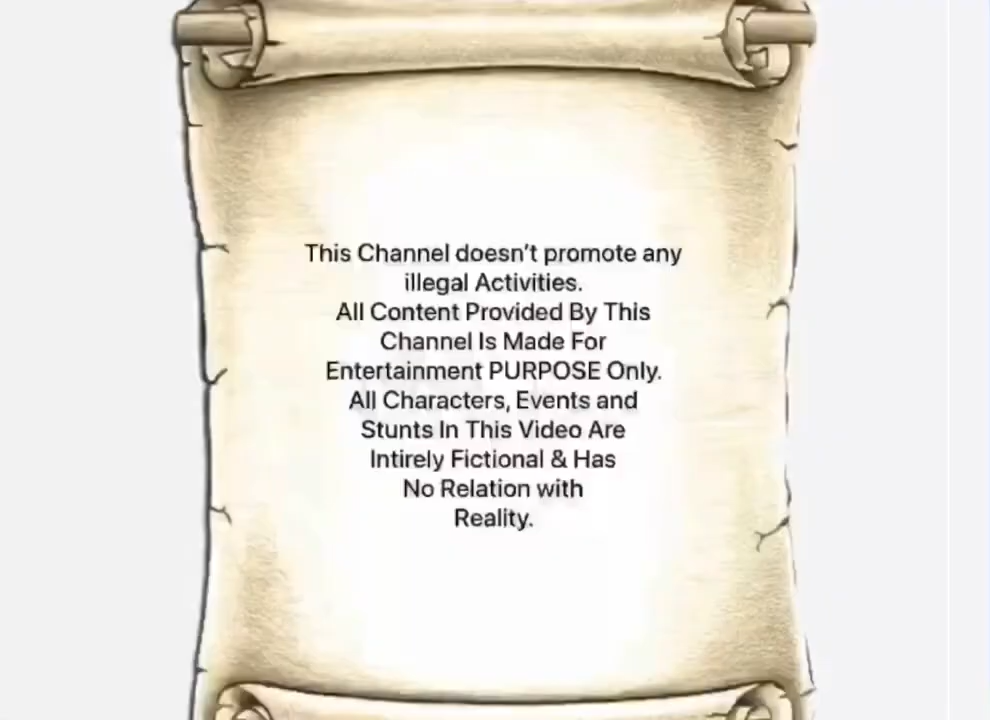 This Channel doesn't promote any
illegal Activities.
All Content Provided By This
Channel Is Made For
Entertainment PURPOSE Only.
All Characters, Events and
Stunts In This Video Are
Intirely Fictional & Has
No Relation with
Reality.